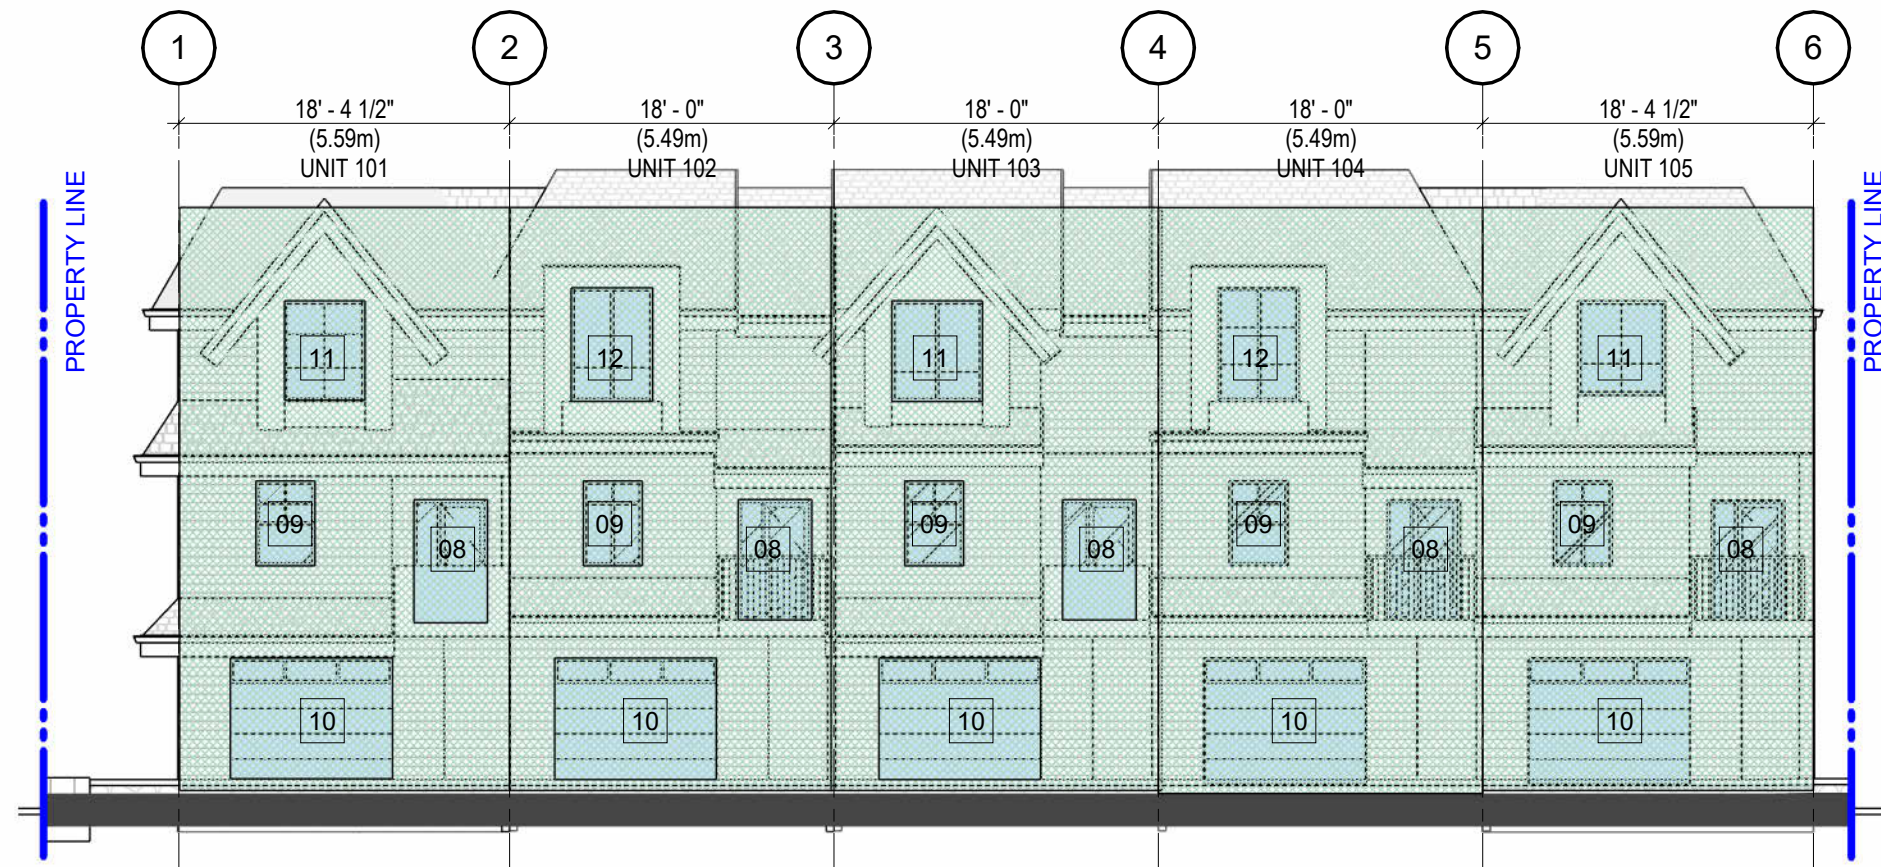 1 2 3 4 5 6
18' - 4 1/2" 18' - 0" 18' - 0" 18' - 0" 18' - 4 1/2"
(5.59m) (5.49m) (5.49m) (5.49m) (5.59m)
UNIT 101 UNIT 102 UNIT 103 UNIT 104 UNIT 105
PROPERTY LINE
PROPERTY LINE
11 12 11 12 11
09 08 09 08 09 08 09 08 09 08
10 10 10 10 10